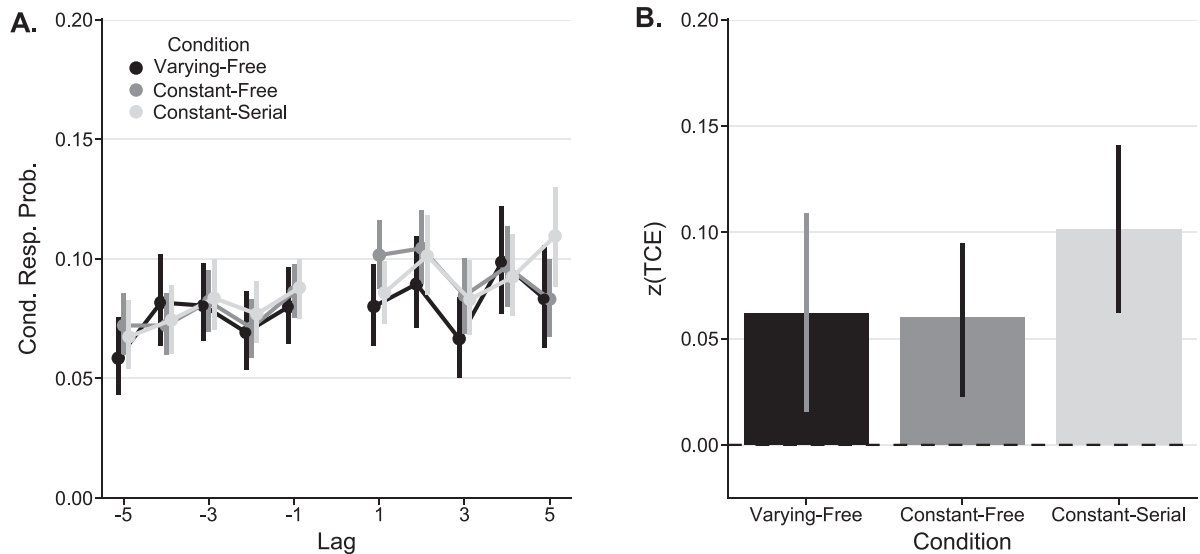 A.
Condition
Varying-Free
Constant-Free
Constant-Serial
Cond. Resp. Prob.
0.20
0.15
0.10
0.05
0.00
-5 -3 -1 1 3 5
Lag
B.
z(TCE)
0.20
0.15
0.10
0.05
0.00
Varying-Free Constant-Free Constant-Serial
Condition